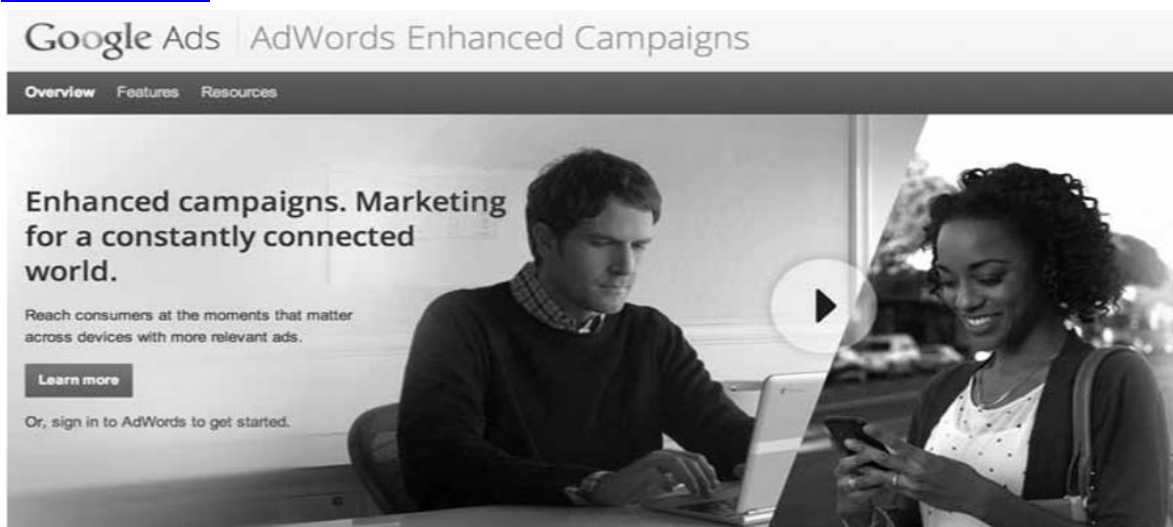 Google Ads AdWords Enhanced Campaigns
Overview Features Resources
Enhanced campaigns. Marketing
for a constantly connected
world.
Reach consumers at the moments that matter
across devices with more relevant ads.
Learn more
Or, sign in to AdWords to get started.